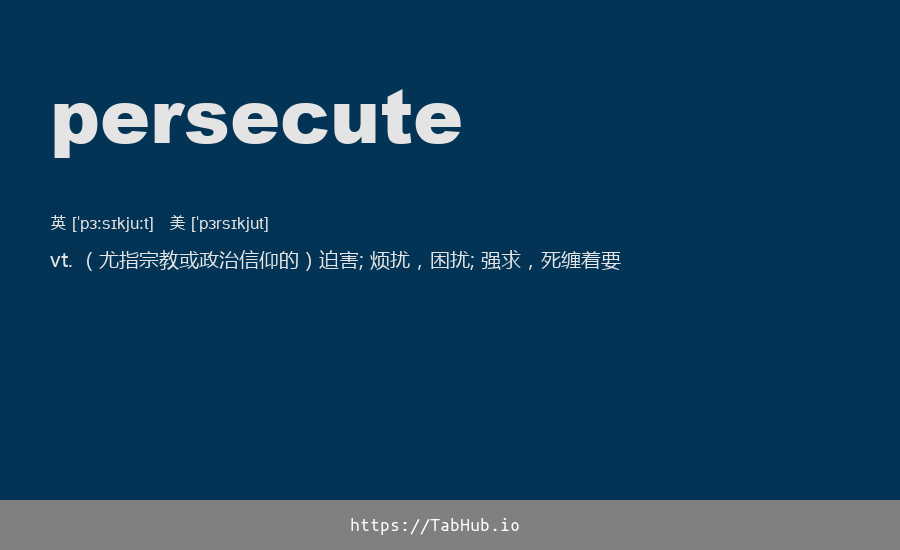 persecute
英 [ˈpɜːsɪkjuːt] 美 [ˈpɜrsɪkjut]
vt. （尤指宗教或政治信仰的）迫害; 烦扰，困扰; 强求，死缠着要
https://TabHub.io